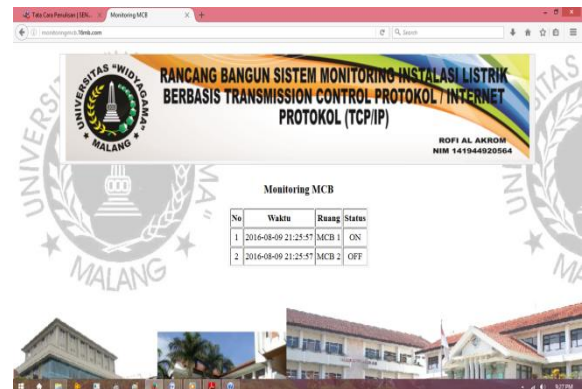 Tata Cara Penulisan | SEN...
Monitoring MCB
monitoringmcb.16mb.com
Search
UNIVERSITAS "WIDYAGAMA"
MALANG
RANCANG BANGUN SISTEM MONITORING INSTALASI LISTRIK
BERBASIS TRANSMISSION CONTROL PROTOKOL / INTERNET
PROTOKOL (TCP/IP)
ROFI AL AKROM
NIM 141944920564
Monitoring MCB
No Waktu Ruang Status
1 2016-08-09 21:25:57 MCB 1 ON
2 2016-08-09 21:25:57 MCB 2 OFF
MALANG
9:27 PM